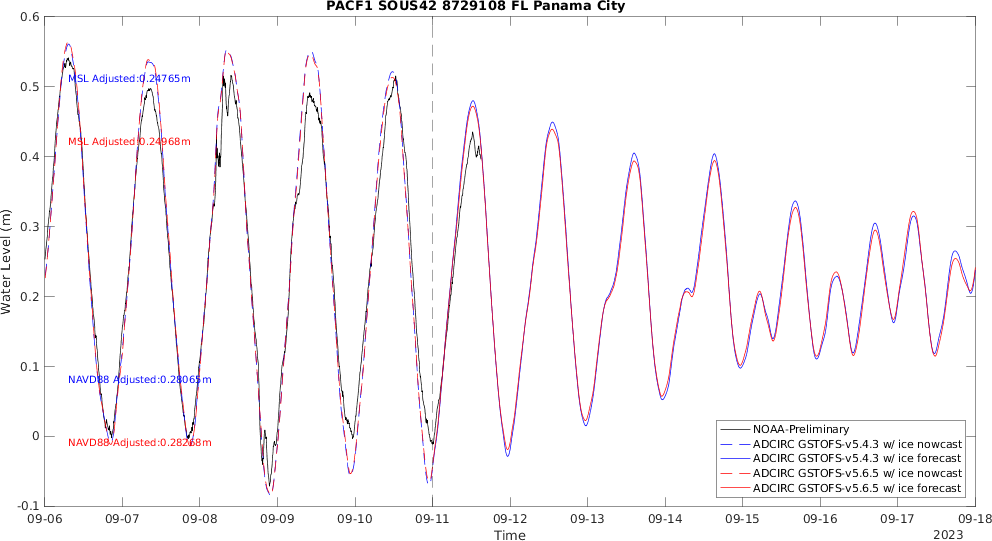 PACF1 SOUS42 8729108 FL Panama City
Water Level (m)
0.6
0.5
0.4
0.3
0.2
0.1
0
-0.1
MSL Adjusted:0.24765m
MSL Adjusted:0.24968m
NAVD88 Adjusted:0.28065m
NAVD88 Adjusted:0.28268m
NOAA-Preliminary
ADCIRC GSTOFS-v5.4.3 w/ ice nowcast
ADCIRC GSTOFS-v5.4.3 w/ ice forecast
ADCIRC GSTOFS-v5.6.5 w/ ice nowcast
ADCIRC GSTOFS-v5.6.5 w/ ice forecast
09-06 09-07 09-08 09-09 09-10 09-11 09-12 09-13 09-14 09-15 09-16 09-17 09-18
Time
2023